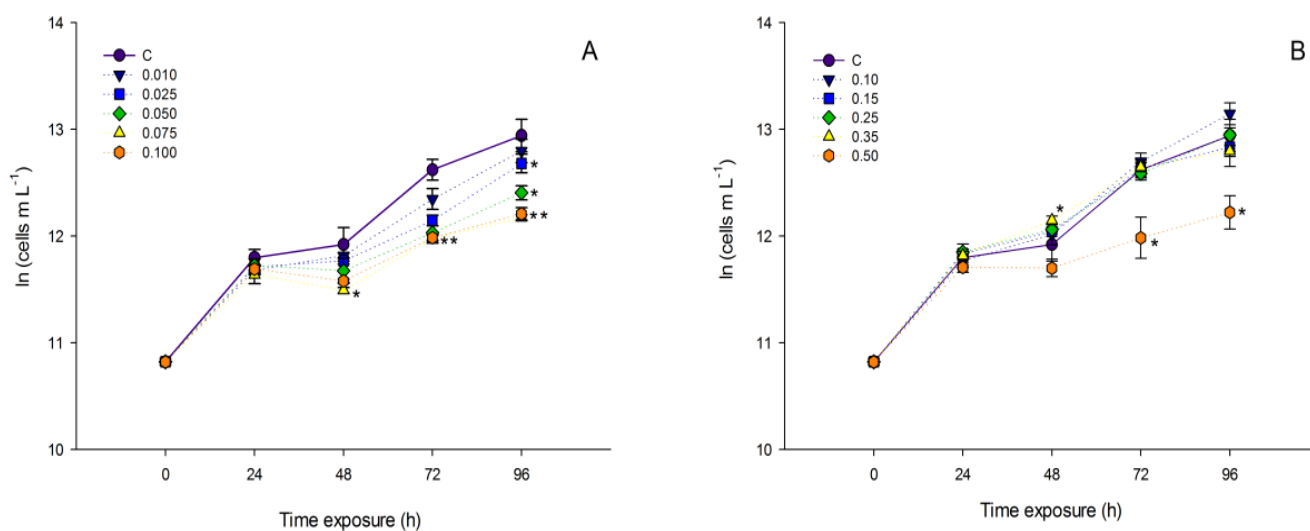 14
13
12
11
10
ln (cells m L⁻¹)
A
C
0.010
0.025
0.050
0.075
0.100
*
**
*
*
**
0 24 48 72 96
Time exposure (h)
14
13
12
11
10
ln (cells m L⁻¹)
B
C
0.10
0.15
0.25
0.35
0.50
*
*
*
0 24 48 72 96
Time exposure (h)